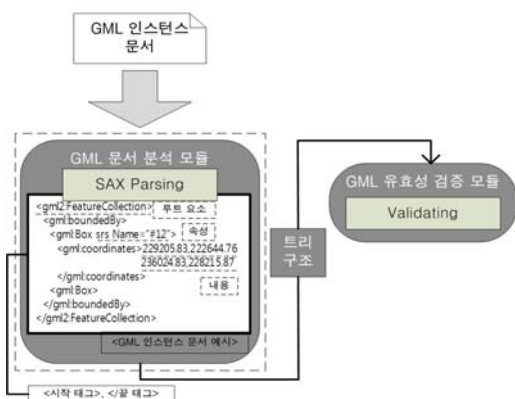 GML 인스턴스
문서
GML 문서 분석 모듈
SAX Parsing
<gml2:FeatureCollection> 루트 요소
<gml:boundedBy>
<gml:Box srs Name="#12"> 속성
<gml:coordinates>229205.83,222644.76
236024.83,228215.87
</gml:coordinates>
내용
<gml:Box>
</gml:boundedBy>
</gml2:FeatureCollection>
<GML 인스턴스 문서 예시>
<시작 태그>, </끝 태그>
트리
구조
GML 유효성 검증 모듈
Validating